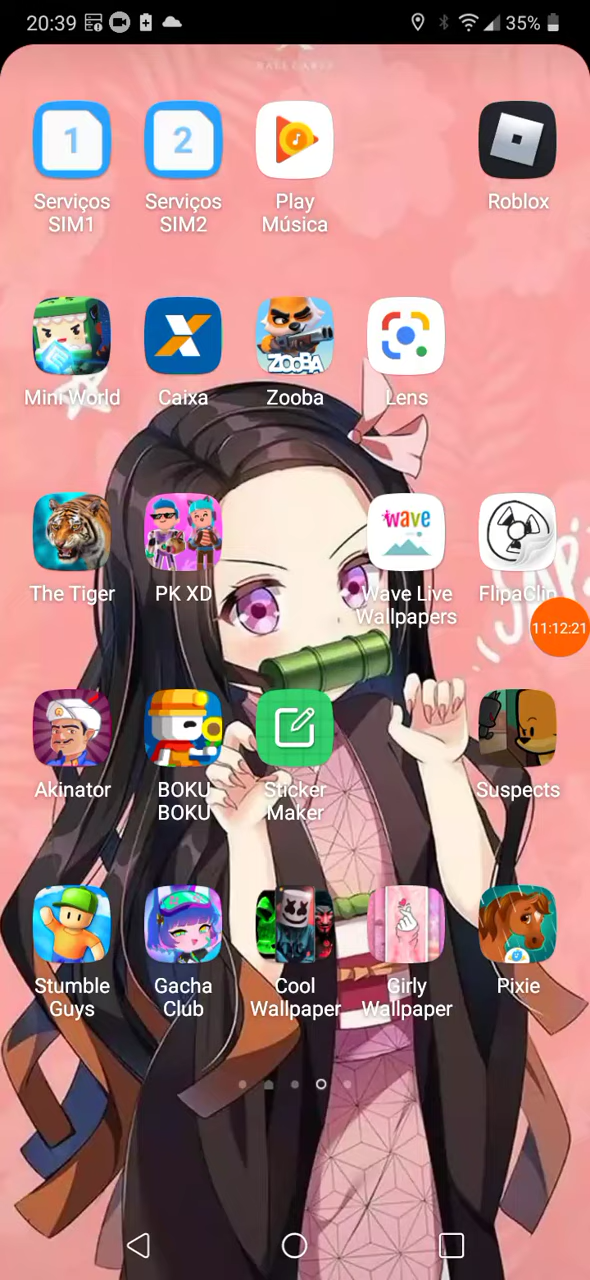 20:39
35%
1
2
Serviços
SIM1
Serviços
SIM2
Play
Música
Roblox
ZOOBA
Mini World
Caixa
Zooba
Lens
wave
The Tiger
PK XD
Wave Live
Wallpapers
FlipaClip
11:12:21
Akinator
BOKU
BOKU
Sticker
Maker
Suspects
Stumble
Guys
Gacha
Club
Cool
Wallpaper
Girly
Wallpaper
Pixie